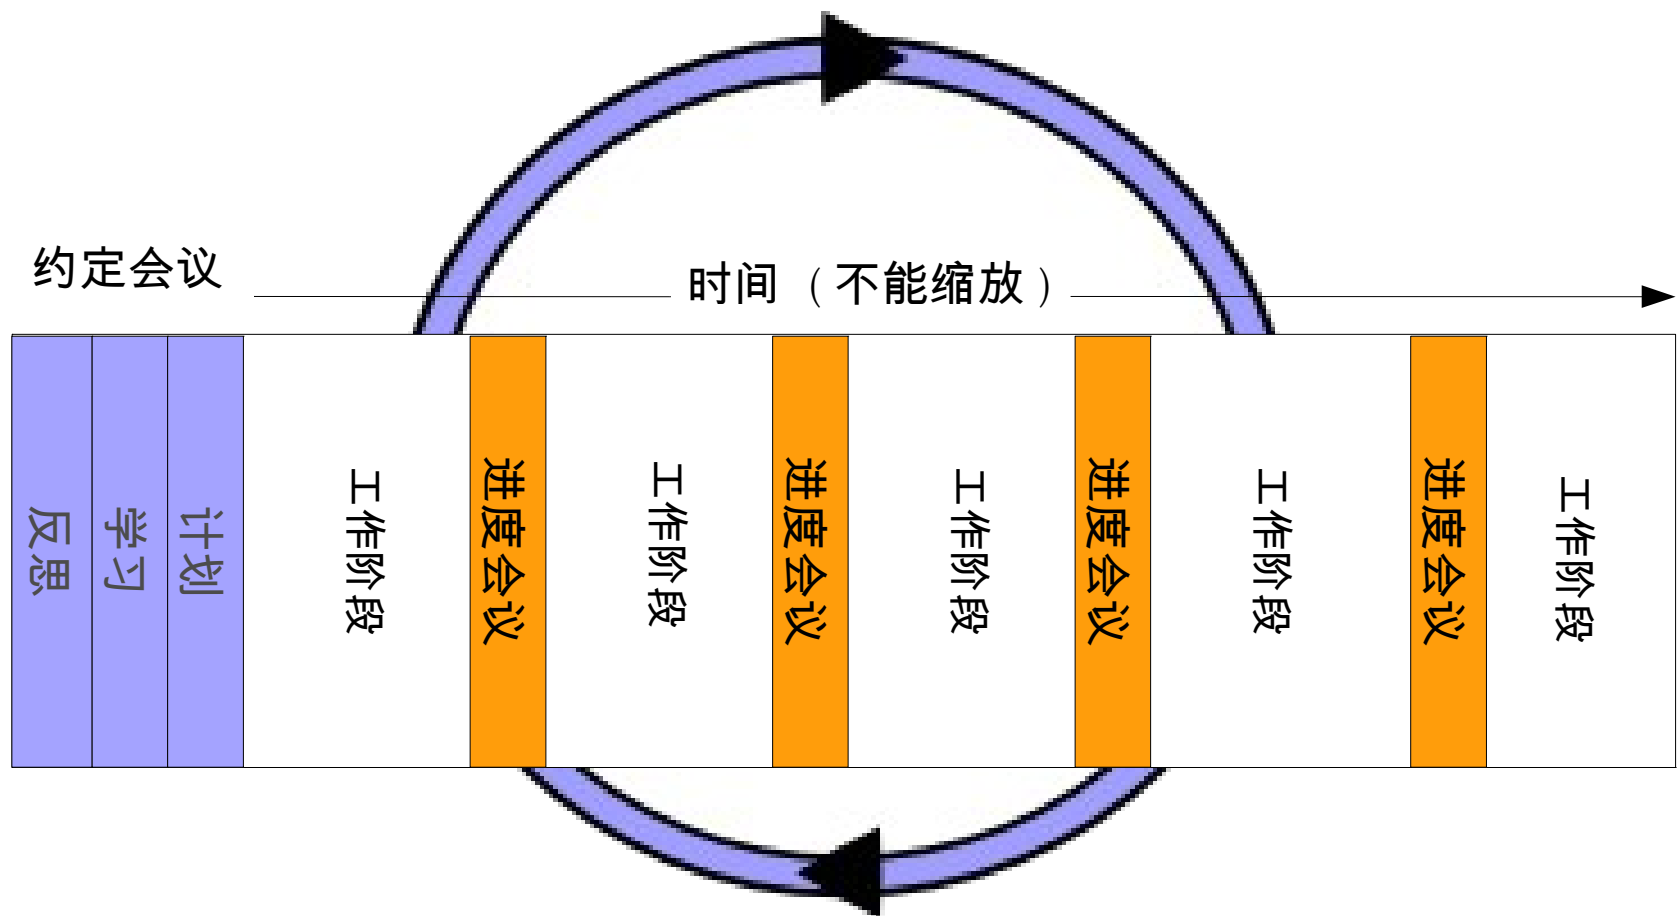 约定会议
时间（不能缩放）
反思
学习
计划
工作阶段
进度会议
工作阶段
进度会议
工作阶段
进度会议
工作阶段
进度会议
工作阶段